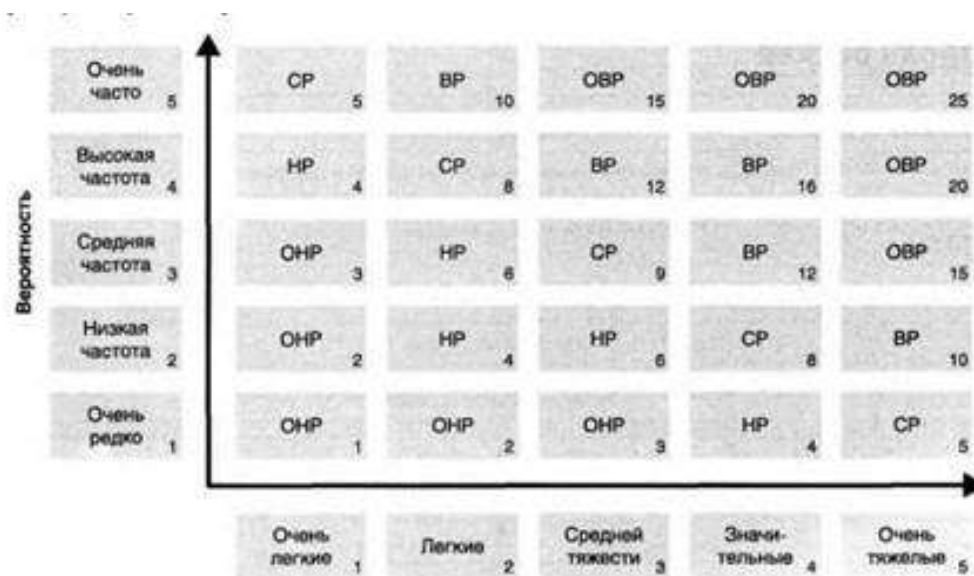 Вероятность
Очень
часто 5
СР 5
ВР 10
ОВР 15
ОВР 20
ОВР 25
Высокая
частота 4
НР 4
СР 8
ВР 12
ВР 16
ОВР 20
Средняя
частота 3
ОНР 3
НР 6
СР 9
ВР 12
ОВР 15
Низкая
частота 2
ОНР 2
НР 4
НР 6
СР 8
ВР 10
Очень
редко 1
ОНР 1
ОНР 2
ОНР 3
НР 4
СР 5
Очень
легкие 1
Легкие 2
Средней
тяжести 3
Значи-
тельные 4
Очень
тяжелые 5